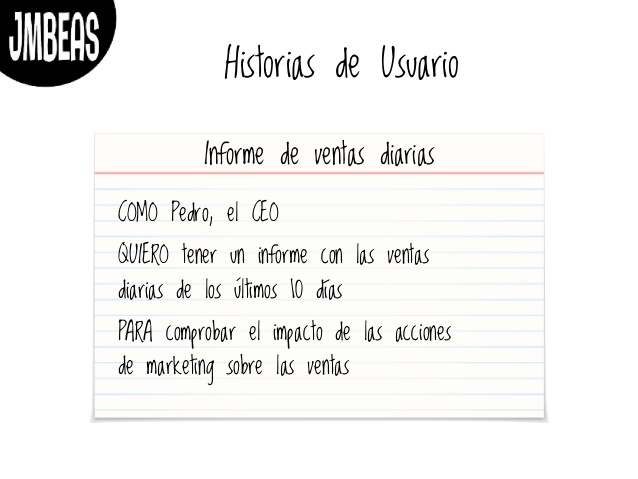 JMBEAS
Historias de Usuario
Informe de ventas diarias
COMO Pedro, el CEO
QUIERO tener un informe con las ventas
diarias de los últimos 10 días
PARA comprobar el impacto de las acciones
de marketing sobre las ventas